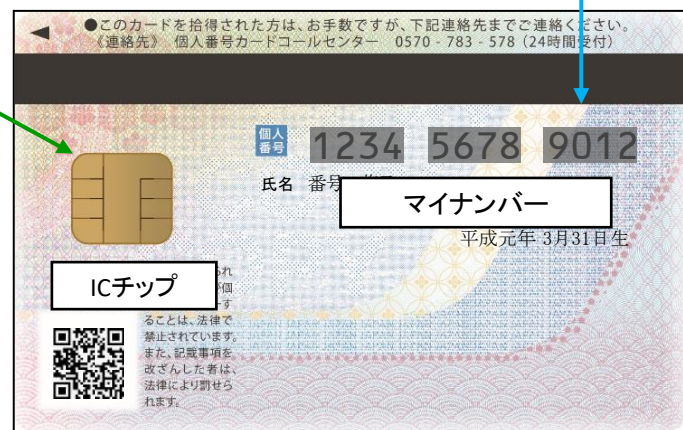 ●このカードを拾得された方は、お手数ですが、下記連絡先までご連絡ください。
《連絡先》 個人番号カードコールセンター 0570-783-578(24時間受付)
個人番号 1234 5678 9012
氏名 番号
マイナンバー
平成元年 3月31日生
ICチップ
ることは、法律で
禁止されています。
また、記載事項を
改ざんした者は、
法律により罰せら
れます。